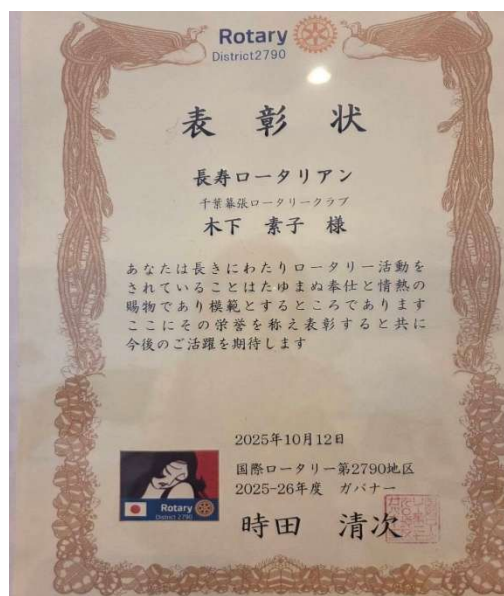 Rotary
District2790
表彰状
長寿ロータリアン
千葉幕張ロータリークラブ
木下 素子 様
あなたは長きにわたりロータリー活動を
されていることはたゆまぬ奉仕と情熱の
賜物であり模範とするところであります
ここにその栄誉を称え表彰すると共に
今後のご活躍を期待します
2025年10月12日
国際ロータリー第2790地区
2025-26年度 ガバナー
時田 清次
Rotary
District 2790